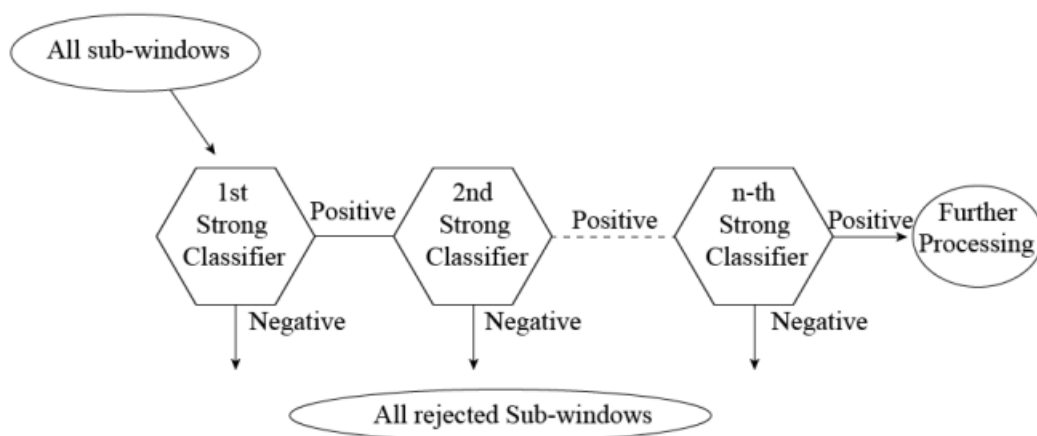 All sub-windows
1st
Strong
Classifier
Positive
2nd
Strong
Classifier
Positive
n-th
Strong
Classifier
Positive
Further
Processing
Negative
Negative
Negative
All rejected Sub-windows